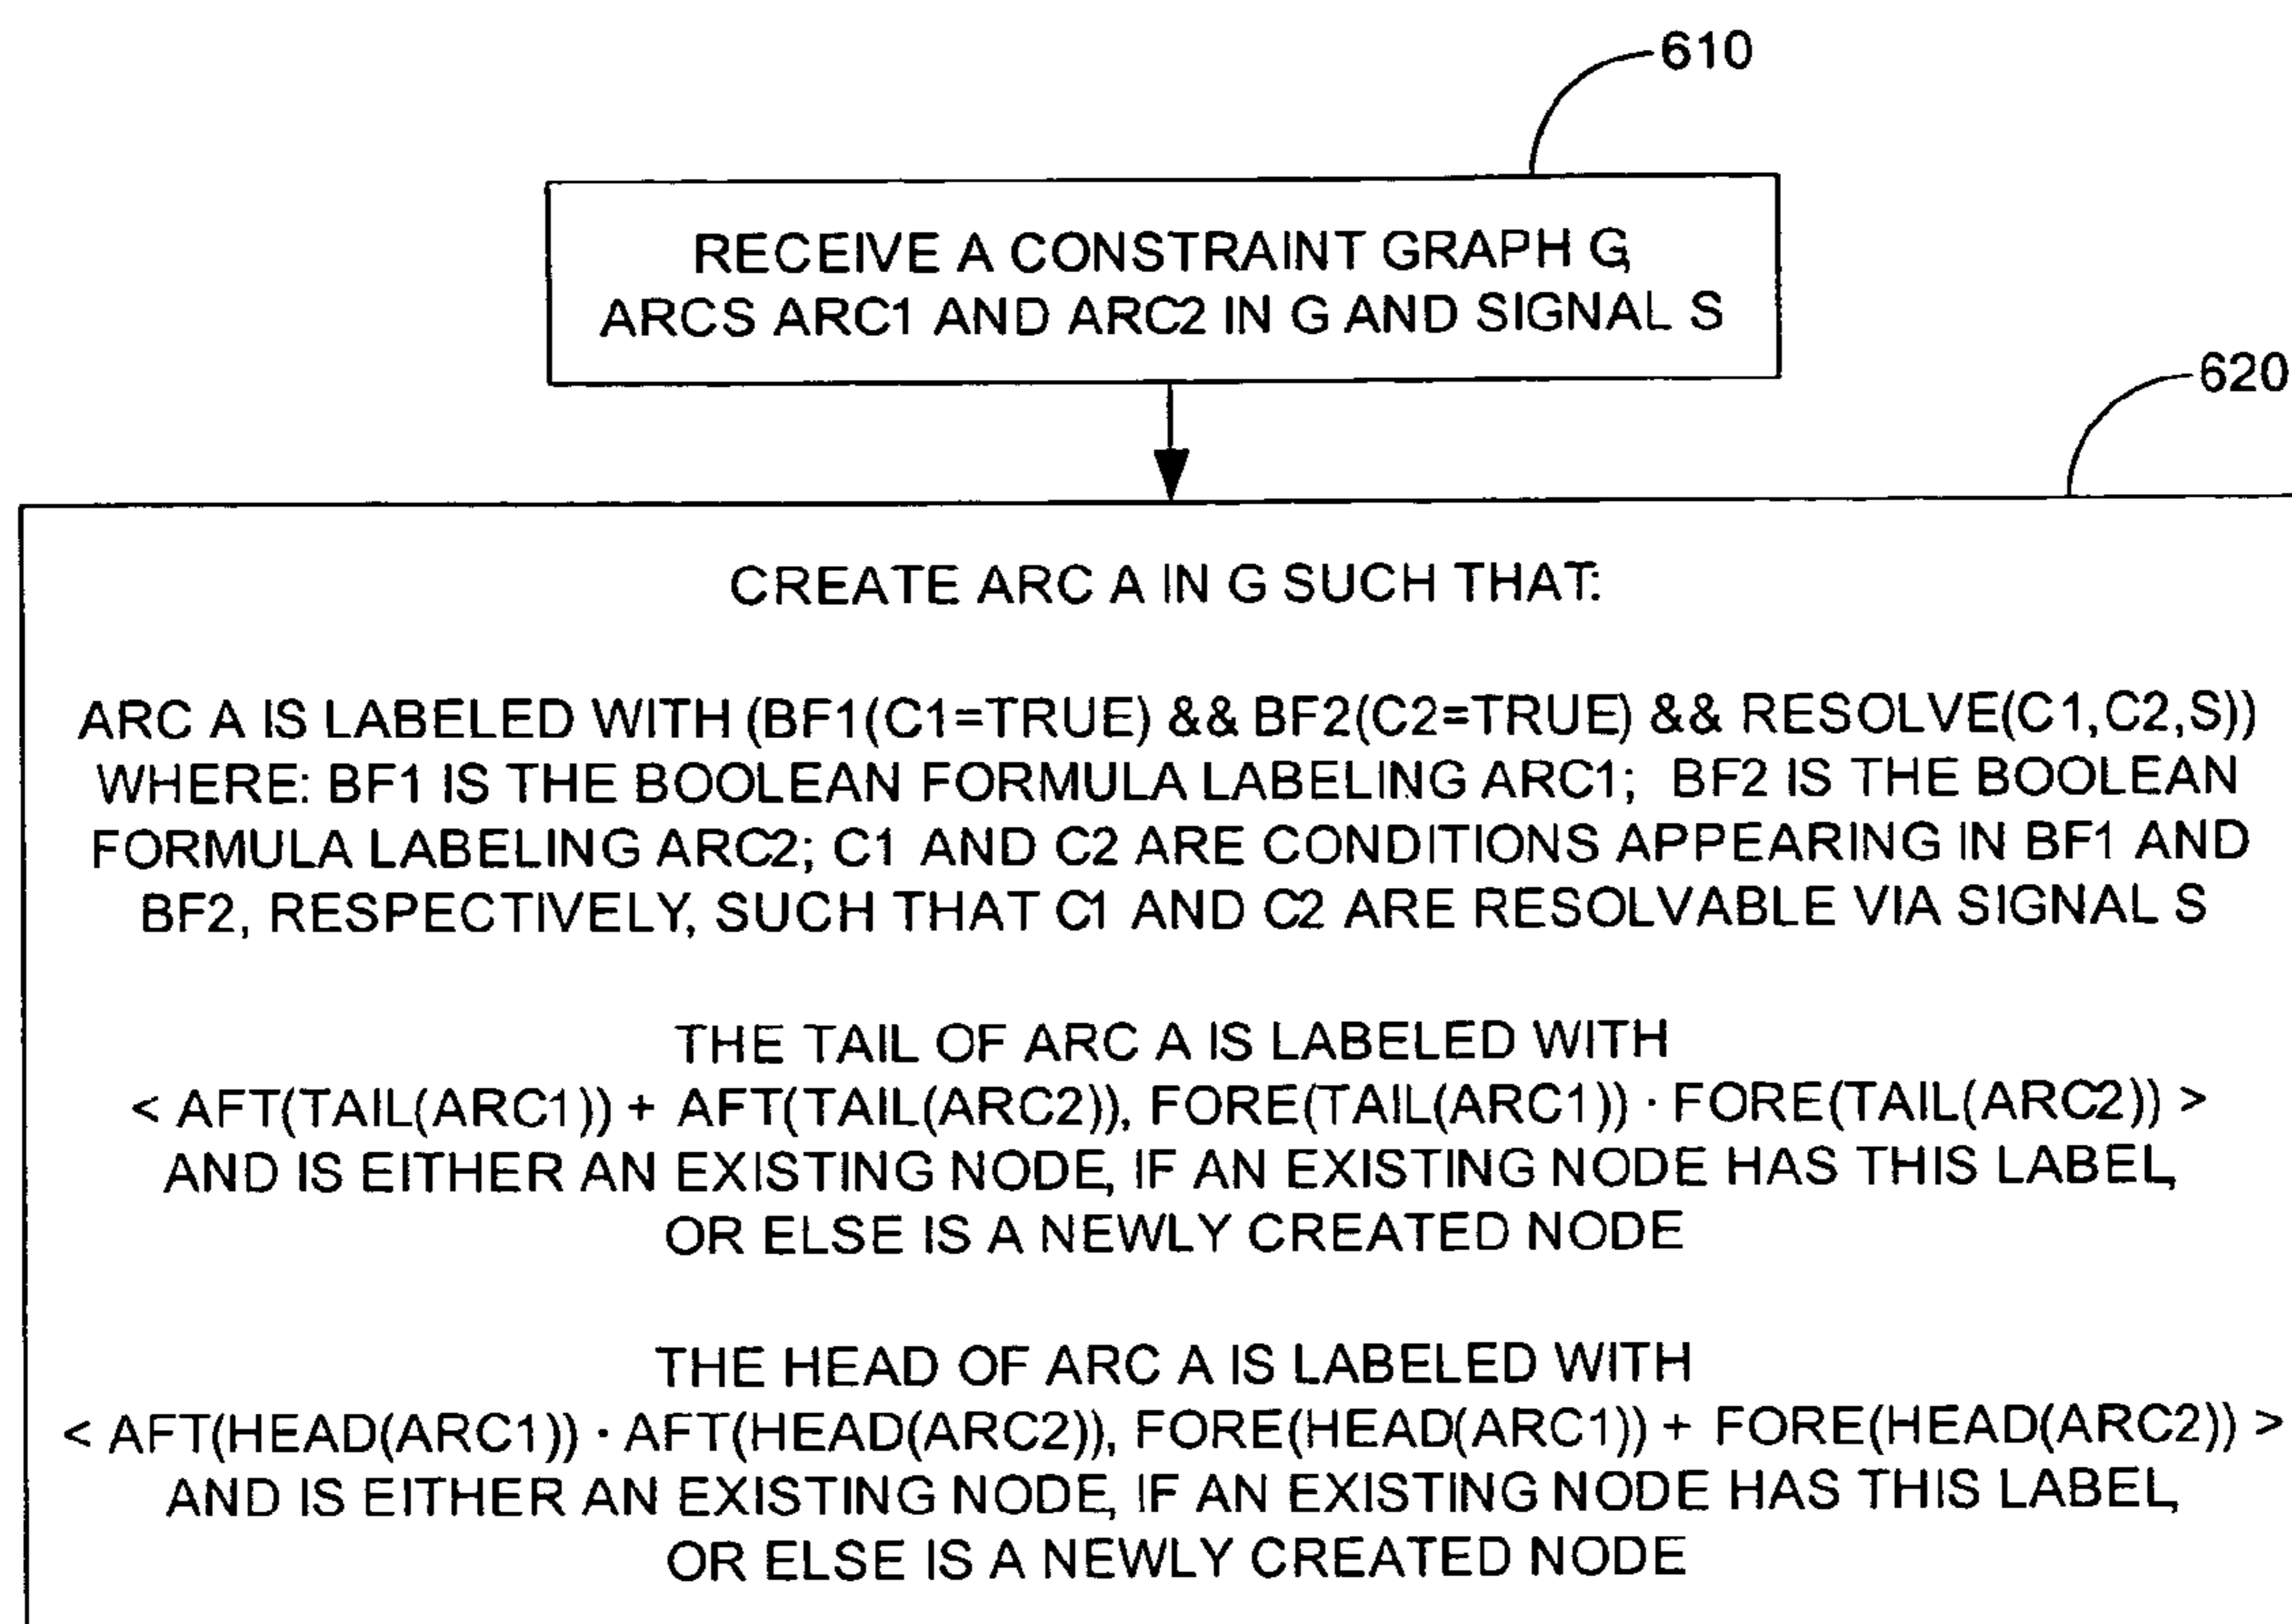 610
RECEIVE A CONSTRAINT GRAPH G,
ARCS ARC1 AND ARC2 IN G AND SIGNAL S
620
CREATE ARC A IN G SUCH THAT:
ARC A IS LABELED WITH (BF1(C1=TRUE) && BF2(C2=TRUE) && RESOLVE(C1,C2,S))
WHERE: BF1 IS THE BOOLEAN FORMULA LABELING ARC1; BF2 IS THE BOOLEAN
FORMULA LABELING ARC2; C1 AND C2 ARE CONDITIONS APPEARING IN BF1 AND
BF2, RESPECTIVELY, SUCH THAT C1 AND C2 ARE RESOLVABLE VIA SIGNAL S
THE TAIL OF ARC A IS LABELED WITH
< AFT(TAIL(ARC1)) + AFT(TAIL(ARC2)), FORE(TAIL(ARC1)) · FORE(TAIL(ARC2)) >
AND IS EITHER AN EXISTING NODE, IF AN EXISTING NODE HAS THIS LABEL,
OR ELSE IS A NEWLY CREATED NODE
THE HEAD OF ARC A IS LABELED WITH
< AFT(HEAD(ARC1)) · AFT(HEAD(ARC2)), FORE(HEAD(ARC1)) + FORE(HEAD(ARC2)) >
AND IS EITHER AN EXISTING NODE, IF AN EXISTING NODE HAS THIS LABEL,
OR ELSE IS A NEWLY CREATED NODE